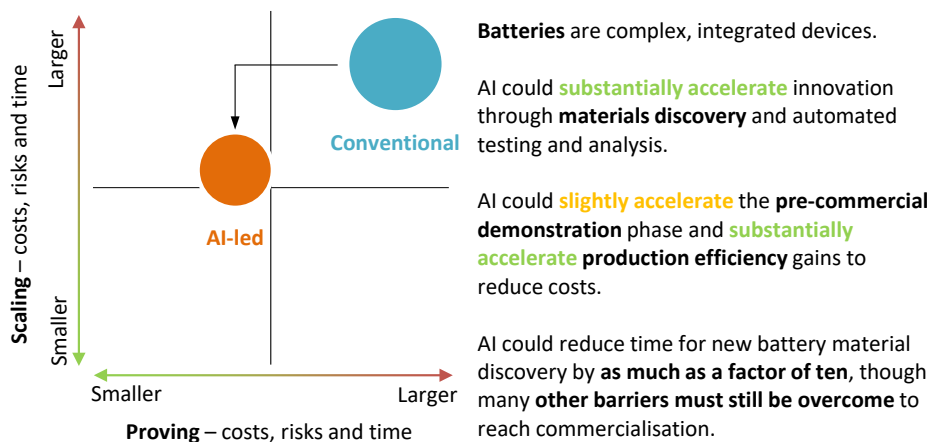 Larger
Scaling – costs, risks and time
Smaller
Conventional
AI-led
Smaller
Larger
Proving – costs, risks and time
Batteries are complex, integrated devices.
AI could substantially accelerate innovation
through materials discovery and automated
testing and analysis.
AI could slightly accelerate the pre-commercial
demonstration phase and substantially
accelerate production efficiency gains to
reduce costs.
AI could reduce time for new battery material
discovery by as much as a factor of ten, though
many other barriers must still be overcome to
reach commercialisation.